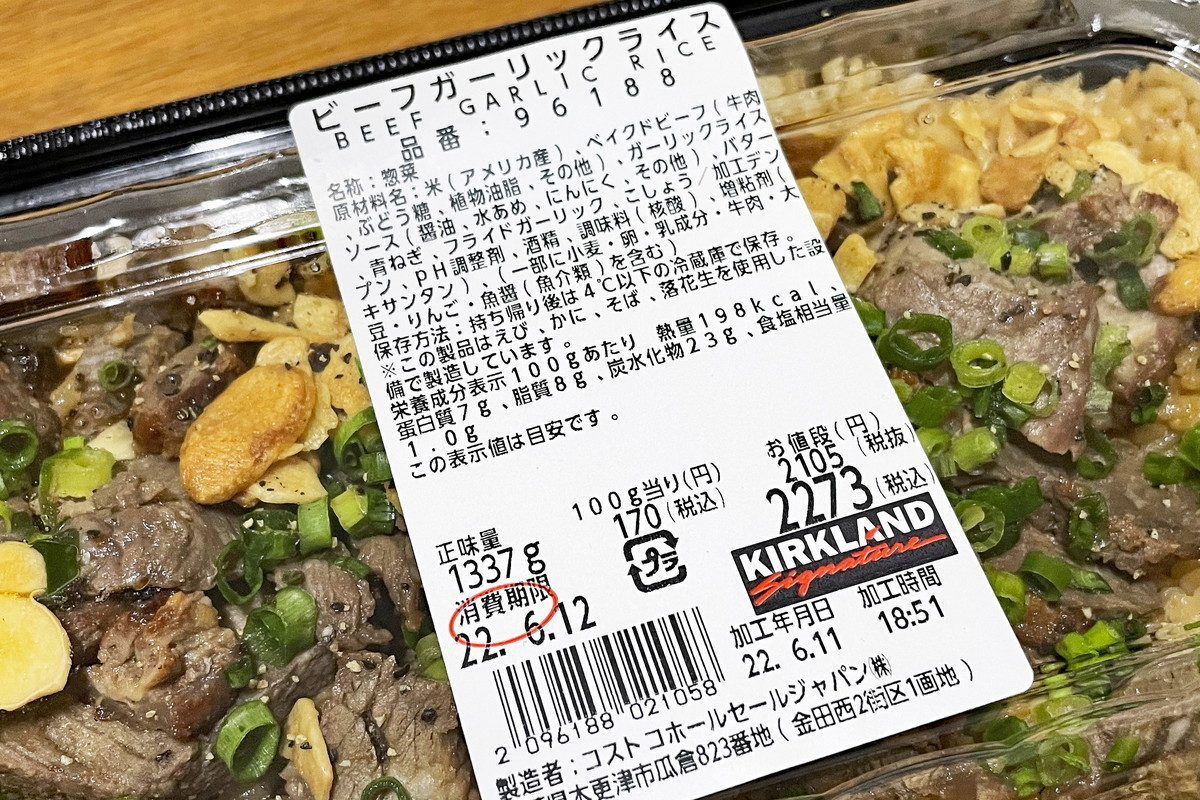 ビーフガーリックライス
BEEF GARLIC RICE
品番:96188
名称:惣菜
原材料名:米(アメリカ産)、ベイクドビーフ(牛肉
、ぶどう糖、植物油脂、その他)、ガーリックライス
ソース(醤油、水あめ、にんにく、その他)、バター
、青ねぎ、フライドガーリック、こしょう/加工デン
プン、pH調整剤、酒精、調味料(核酸)、増粘剤(
キサンタン)、(一部に小麦・卵・乳成分・牛肉・大
豆・りんご・魚醤(魚介類)を含む)
保存方法:持ち帰り後は4℃以下の冷蔵庫で保存。
※この製品はえび、かに、そば、落花生を使用した設
備で製造しています。
栄養成分表示100gあたり 熱量198kcal、
蛋白質7g、脂質8g、炭水化物23g、食塩相当量
1.0g
この表示値は目安です。
お値段(円)
2105(税抜)
100g当り(円)
170(税込)
2273(税込)
正味量
1337g
プラ
KIRKLAND
Signature
消費期限
22. 6.12
加工年月日 加工時間
22. 6.11 18:51
2 096188 021058
製造者:コストコホールセールジャパン㈱
県木更津市瓜倉823番地(金田西2街区1画地)